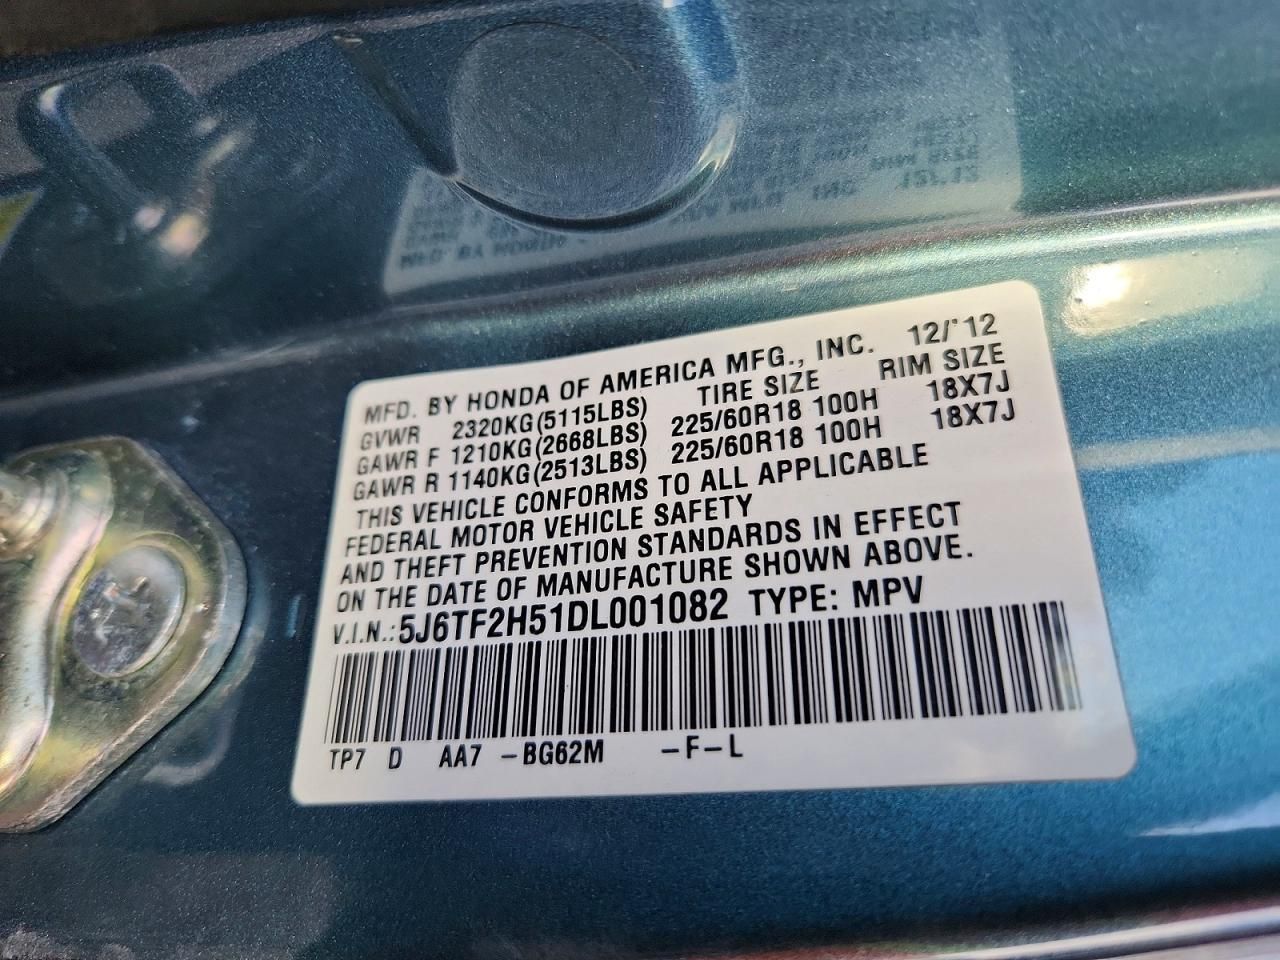 MFD. BY HONDA OF AMERICA MFG., INC. 12/'12
GVWR 2320KG(5115LBS) TIRE SIZE RIM SIZE
GAWR F 1210KG(2668LBS) 225/60R18 100H 18X7J
GAWR R 1140KG(2513LBS) 225/60R18 100H 18X7J
THIS VEHICLE CONFORMS TO ALL APPLICABLE
FEDERAL MOTOR VEHICLE SAFETY
AND THEFT PREVENTION STANDARDS IN EFFECT
ON THE DATE OF MANUFACTURE SHOWN ABOVE.
V.I.N.: 5J6TF2H51DL001082 TYPE: MPV
TP7 D AA7 -BG62M -F-L